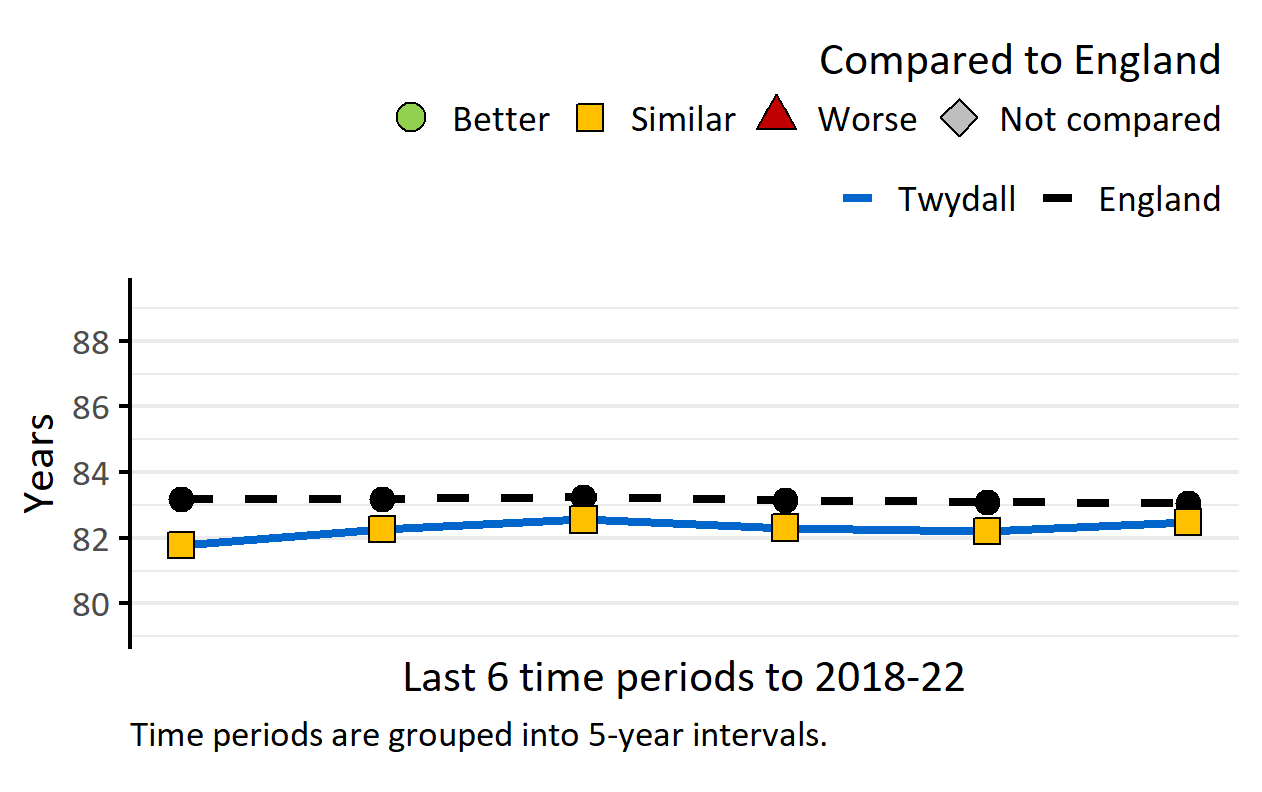 Compared to England
Better Similar Worse Not compared
Twydall England
88
86
84
82
80
Years
Last 6 time periods to 2018-22
Time periods are grouped into 5-year intervals.